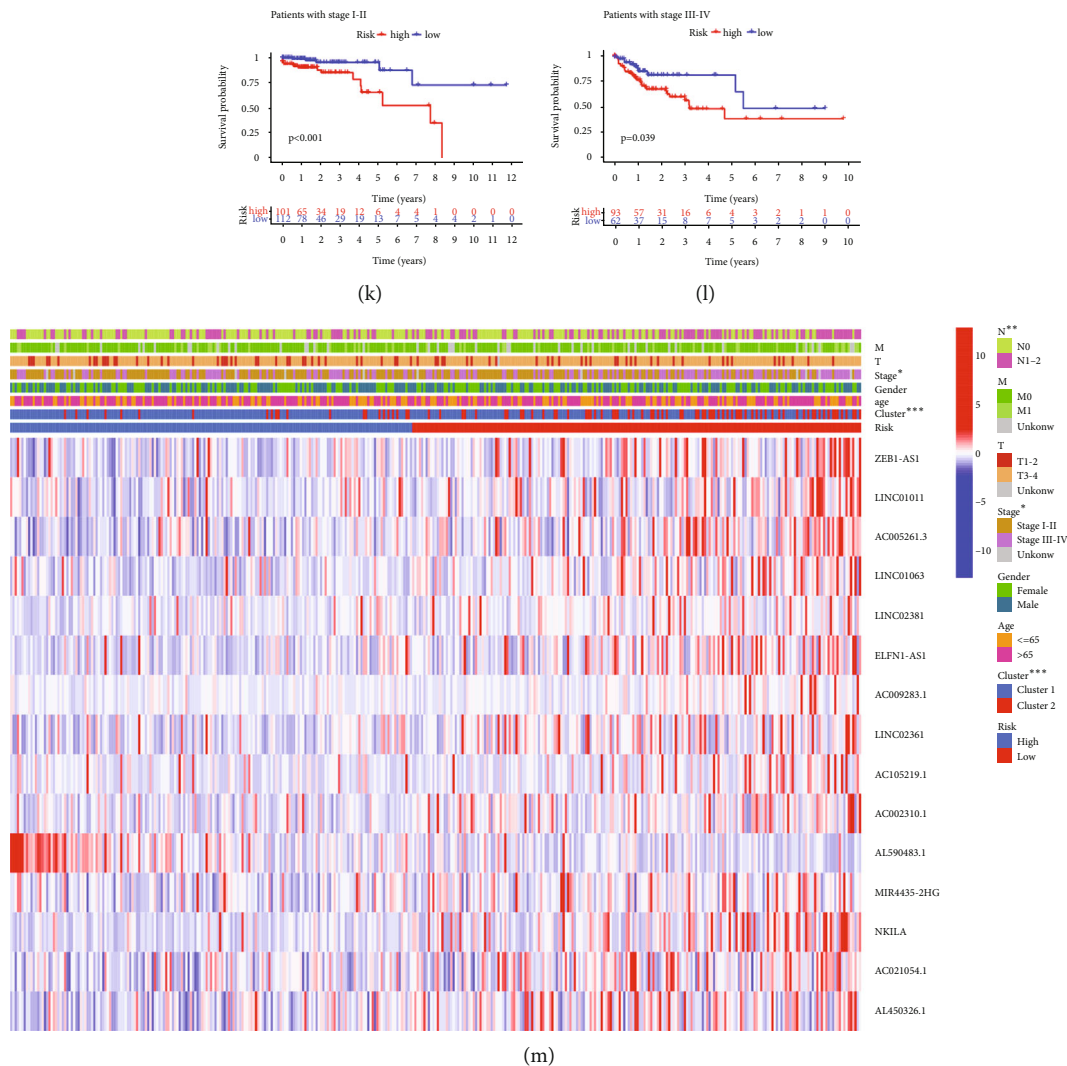 Patients with stage I-II
Risk high low
Survival probability
1
0.75
0.50
0.25
0
p<0.001
0 1 2 3 4 5 6 7 8 9 10 11 12
Time (years)
Risk
high 101 65 34 19 12 6 4 4 1 0 0 0 0
low 112 78 46 29 19 13 7 5 4 4 2 1 0
0 1 2 3 4 5 6 7 8 9 10 11 12
Time (years)
(k)
Patients with stage III-IV
Risk high low
Survival probability
1
0.75
0.50
0.25
0
p=0.039
0 1 2 3 4 5 6 7 8 9 10
Time (years)
Risk
high 93 57 31 16 6 4 3 2 1 1 0
low 62 37 15 8 7 5 3 2 2 0 0
0 1 2 3 4 5 6 7 8 9 10
Time (years)
(l)
M
T
Stage*
Gender
age
Cluster***
Risk
ZEB1-AS1
LINC01011
AC005261.3
LINC01063
LINC02381
ELFN1-AS1
AC009283.1
LINC02361
AC105219.1
AC002310.1
AL590483.1
MIR4435-2HG
NKILA
AC021054.1
AL450326.1
10
5
0
−5
−10
N**
N0
N1-2
M
M0
M1
Unkonw
T
T1-2
T3-4
Unkonw
Stage*
Stage I-II
Stage III-IV
Unkonw
Gender
Female
Male
Age
<=65
>65
Cluster***
Cluster 1
Cluster 2
Risk
High
Low
(m)